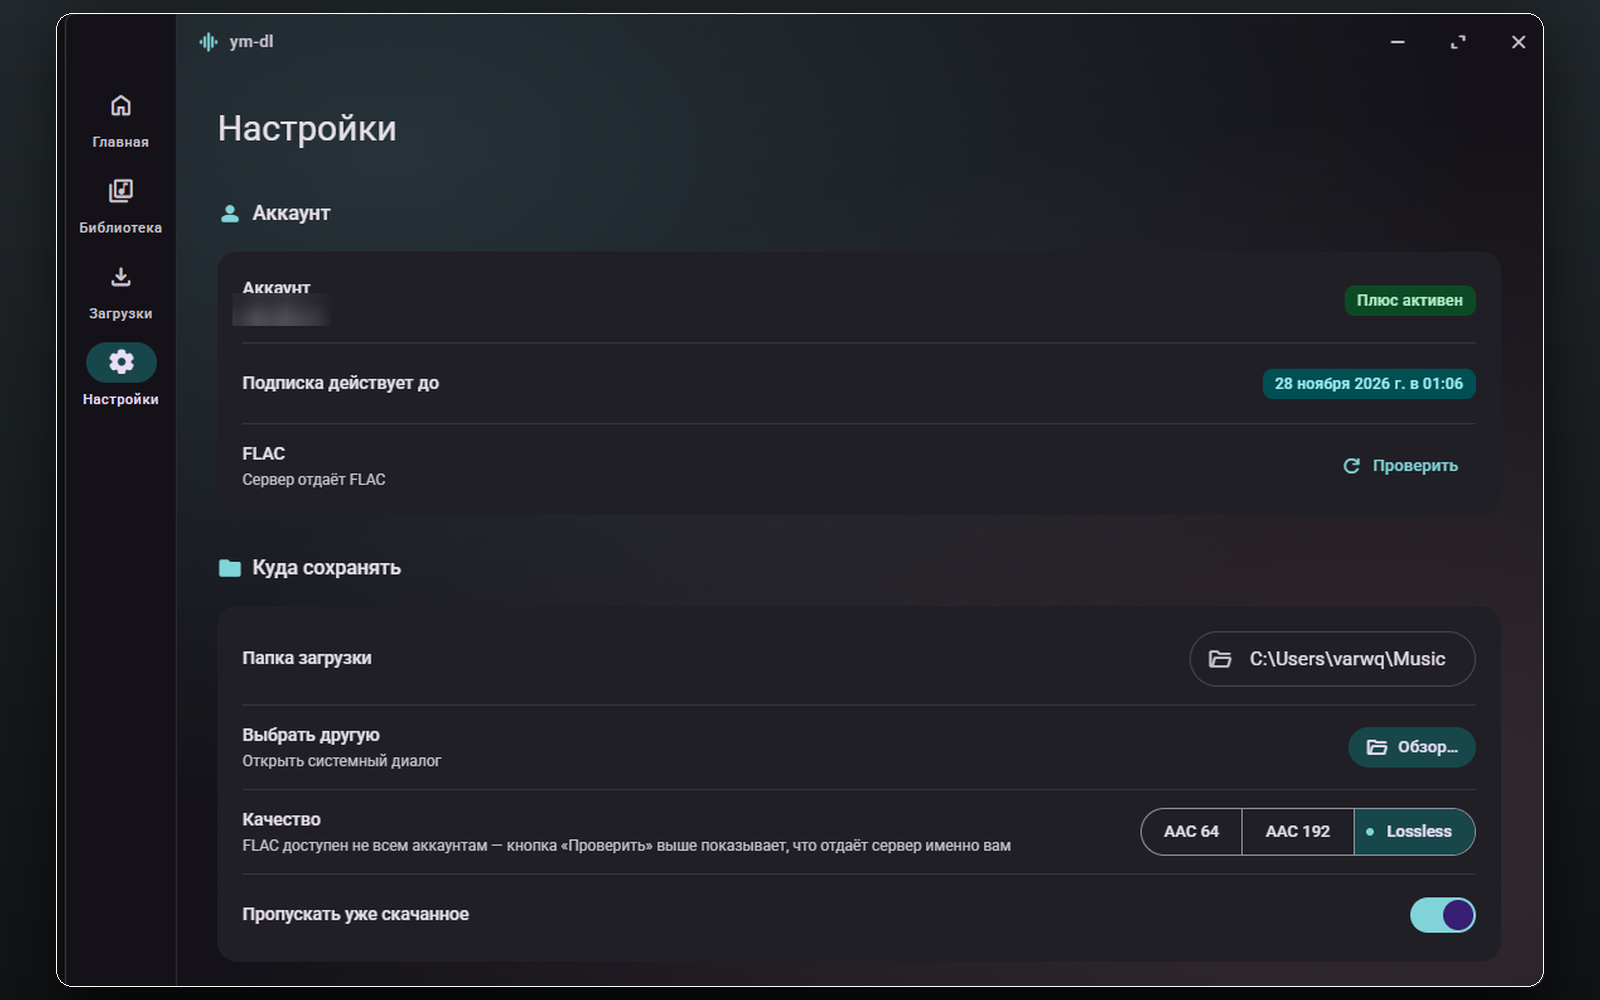 ym-dl
Главная
Библиотека
Загрузки
Настройки
Настройки
Аккаунт
Аккаунт
Плюс активен
Подписка действует до
28 ноября 2026 г. в 01:06
FLAC
Сервер отдаёт FLAC
Проверить
Куда сохранять
Папка загрузки
C:\Users\varwq\Music
Выбрать другую
Открыть системный диалог
Обзор...
Качество
FLAC доступен не всем аккаунтам — кнопка «Проверить» выше показывает, что отдаёт сервер именно вам
AAC 64
AAC 192
Lossless
Пропускать уже скачанное